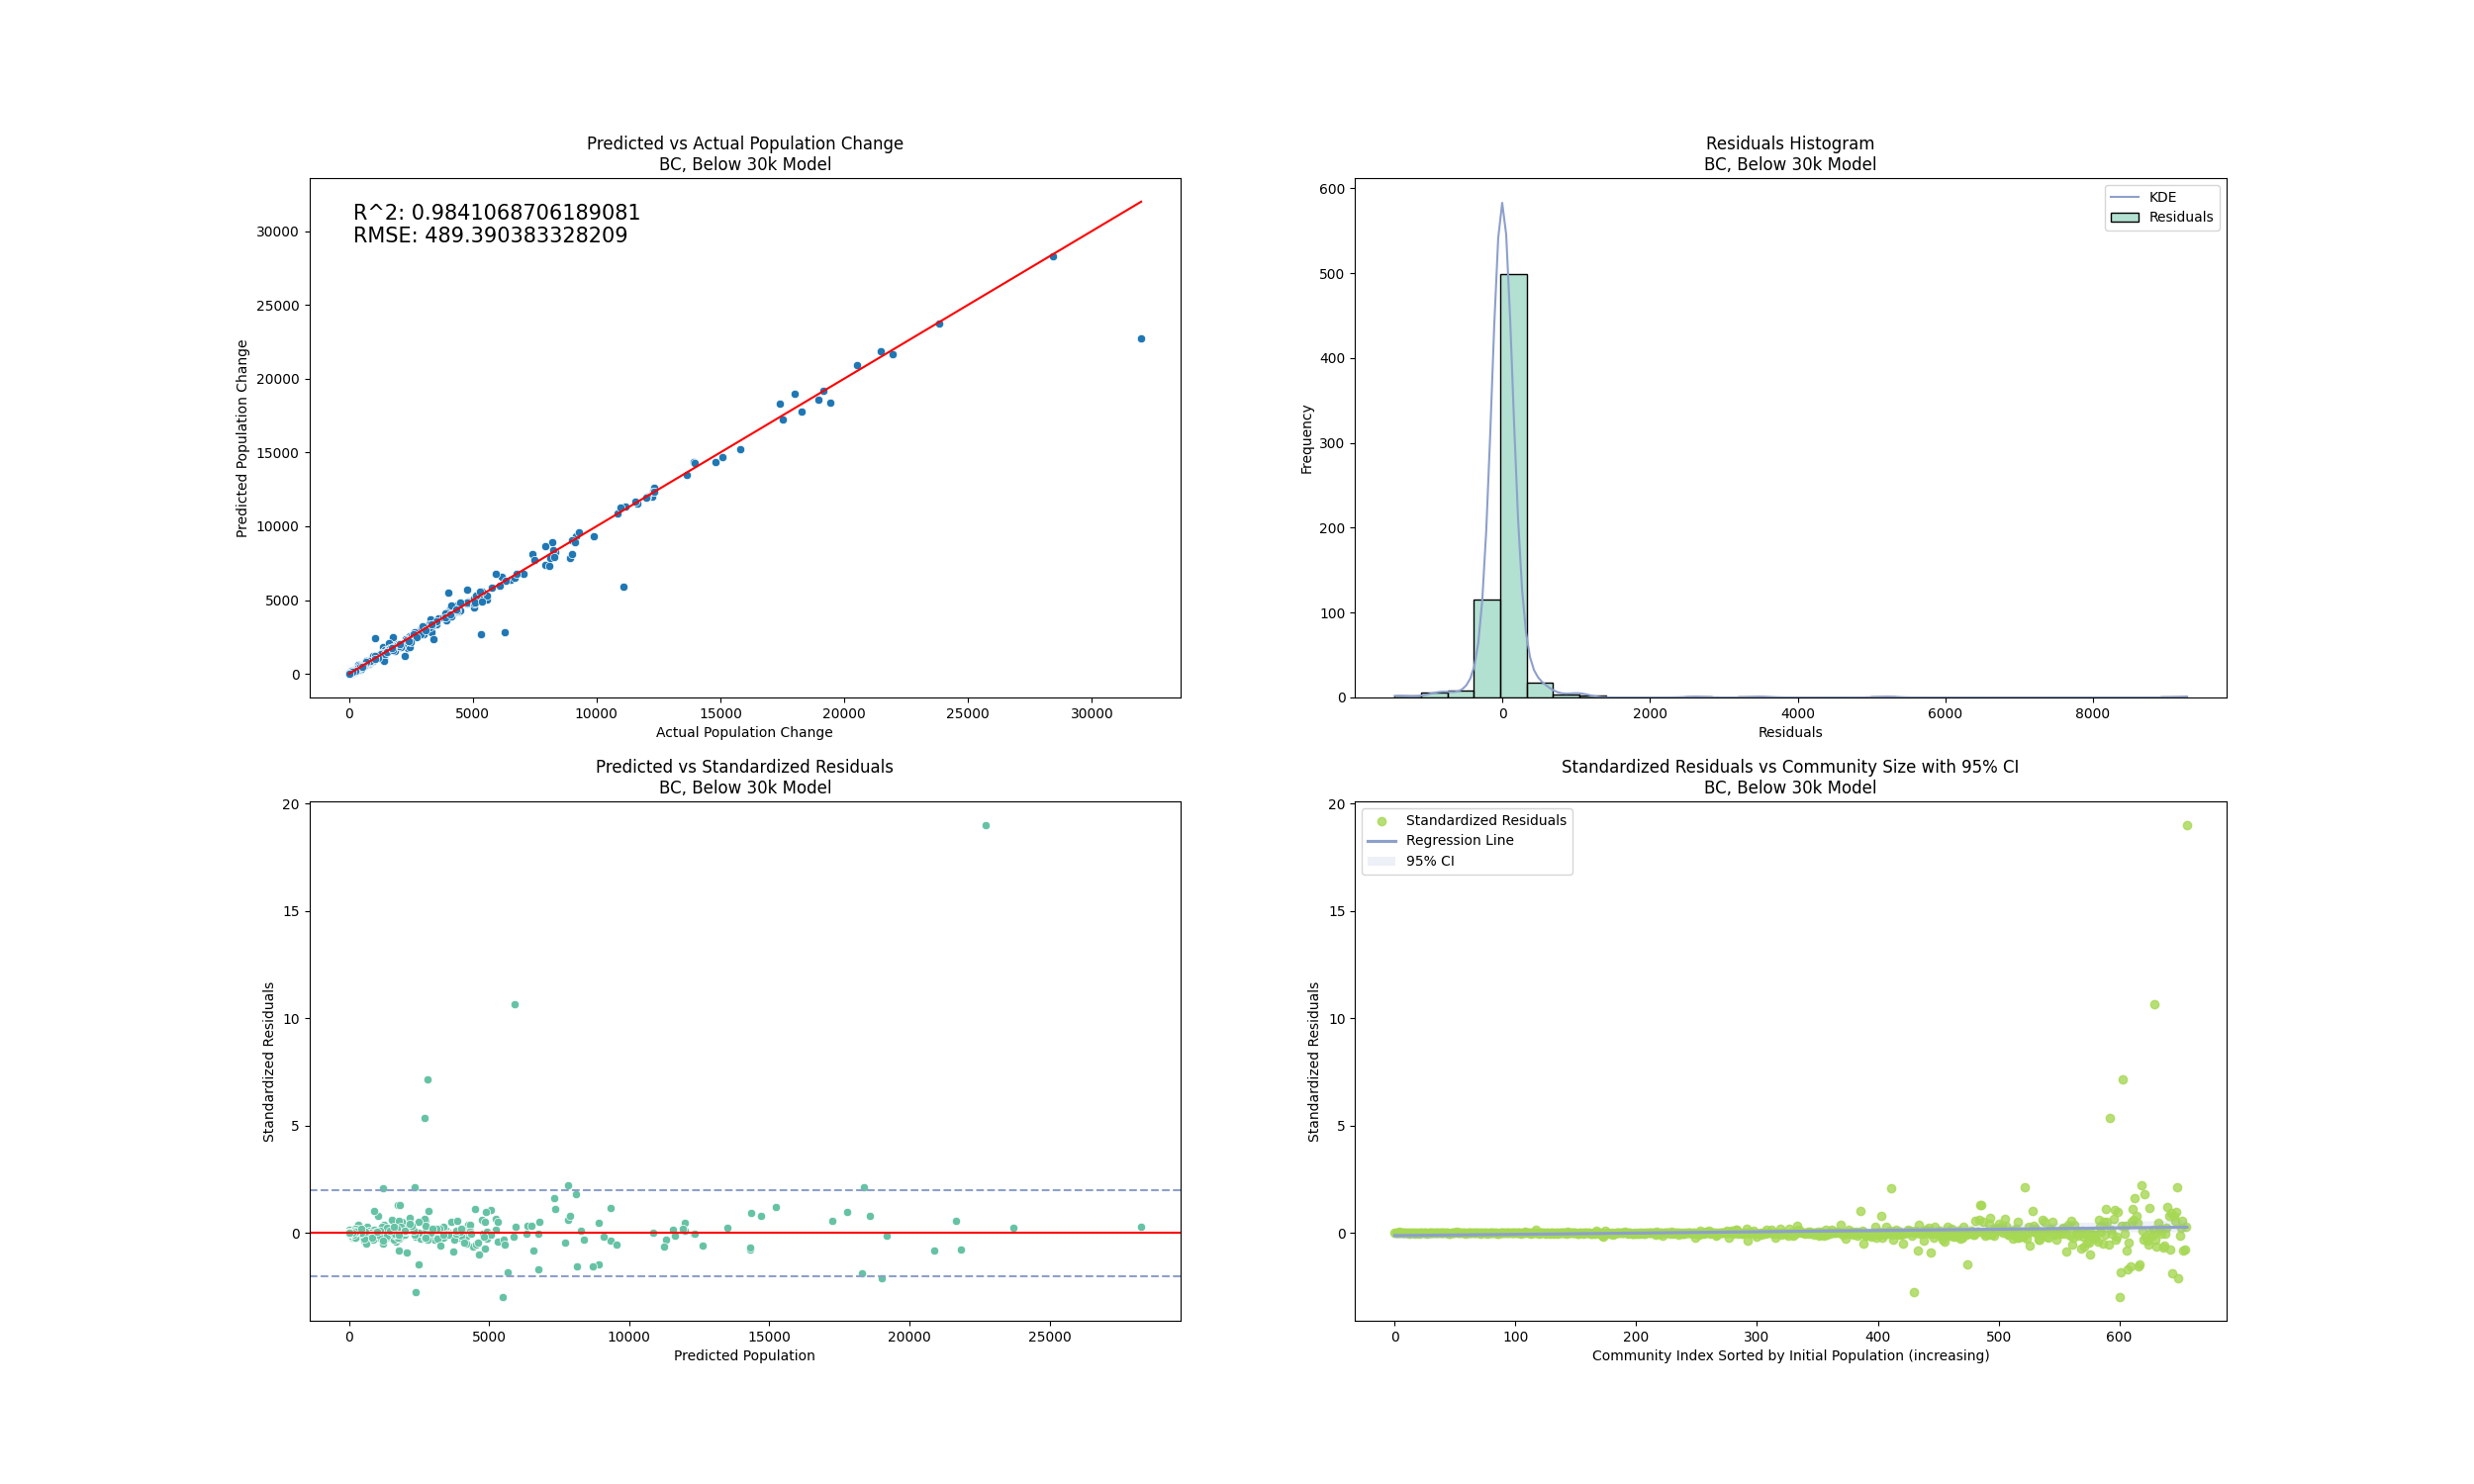 Predicted vs Actual Population Change
BC, Below 30k Model
R^2: 0.9841068706189081
RMSE: 489.390383328209
30000
25000
20000
15000
10000
5000
0
Predicted Population Change
0 5000 10000 15000 20000 25000 30000
Actual Population Change
Residuals Histogram
BC, Below 30k Model
KDE
Residuals
600
500
400
300
200
100
0
Frequency
0 2000 4000 6000 8000
Residuals
Predicted vs Standardized Residuals
BC, Below 30k Model
20
15
10
5
0
Standardized Residuals
0 5000 10000 15000 20000 25000
Predicted Population
Standardized Residuals vs Community Size with 95% CI
BC, Below 30k Model
Standardized Residuals
Regression Line
95% CI
20
15
10
5
0
Standardized Residuals
0 100 200 300 400 500 600
Community Index Sorted by Initial Population (increasing)